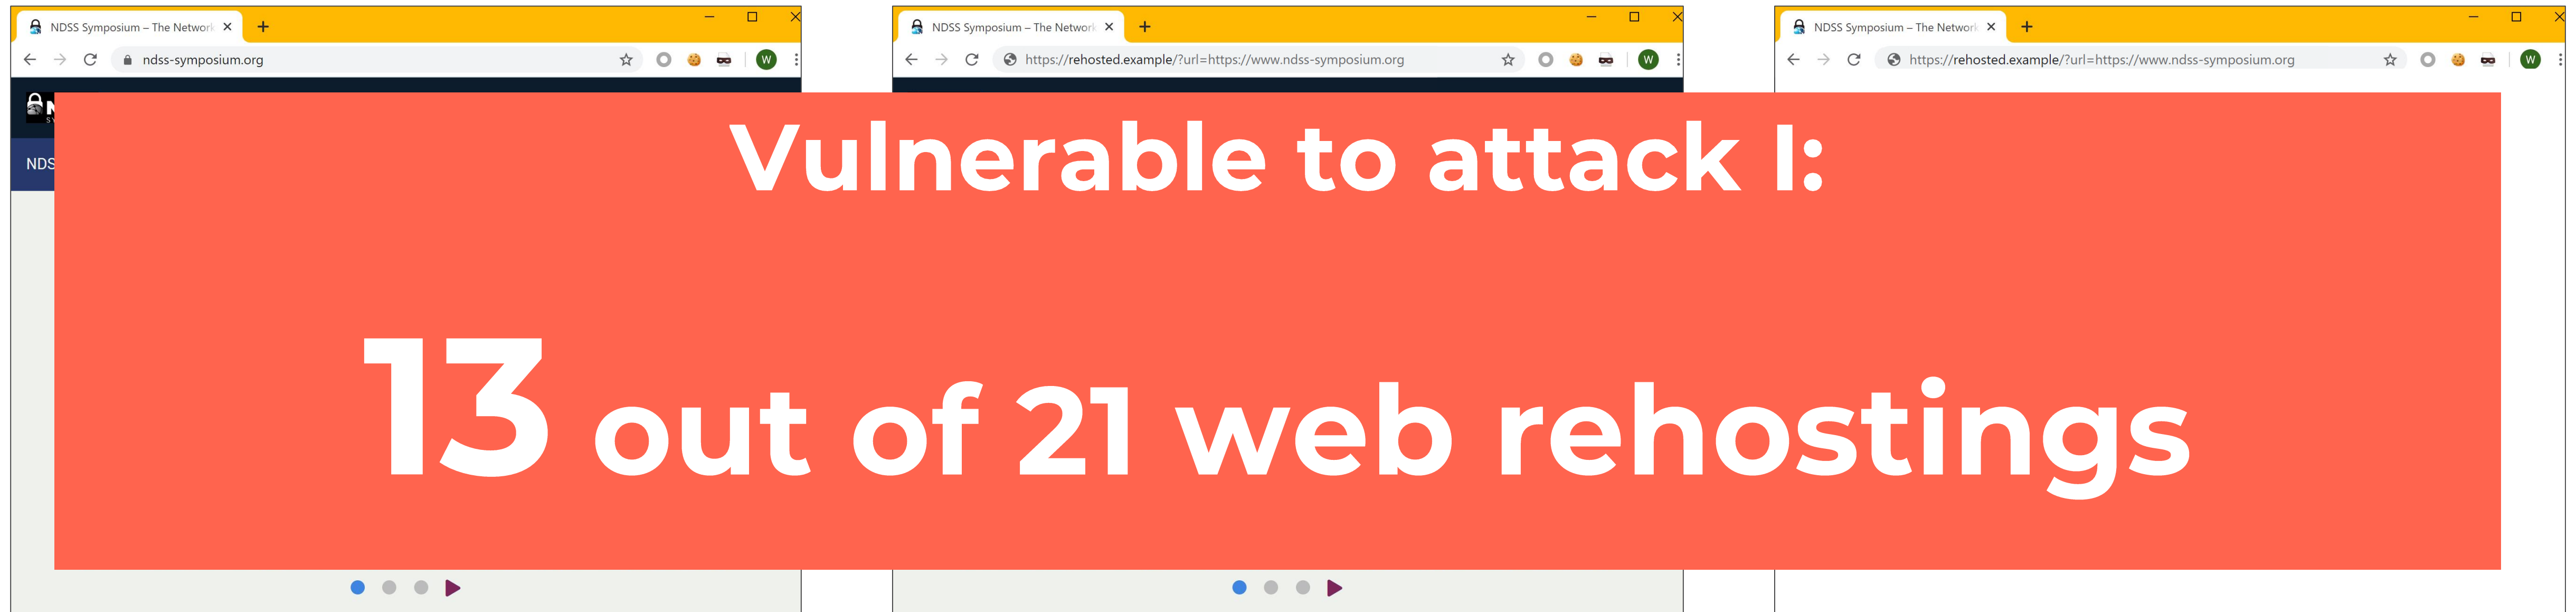 NDSS Symposium – The Network
NDSS Symposium – The Network
NDSS Symposium – The Network
ndss-symposium.org
W
https://rehosted.example/?url=https://www.ndss-symposium.org
W
https://rehosted.example/?url=https://www.ndss-symposium.org
W
NDS
Vulnerable to attack I:
13 out of 21 web rehostings